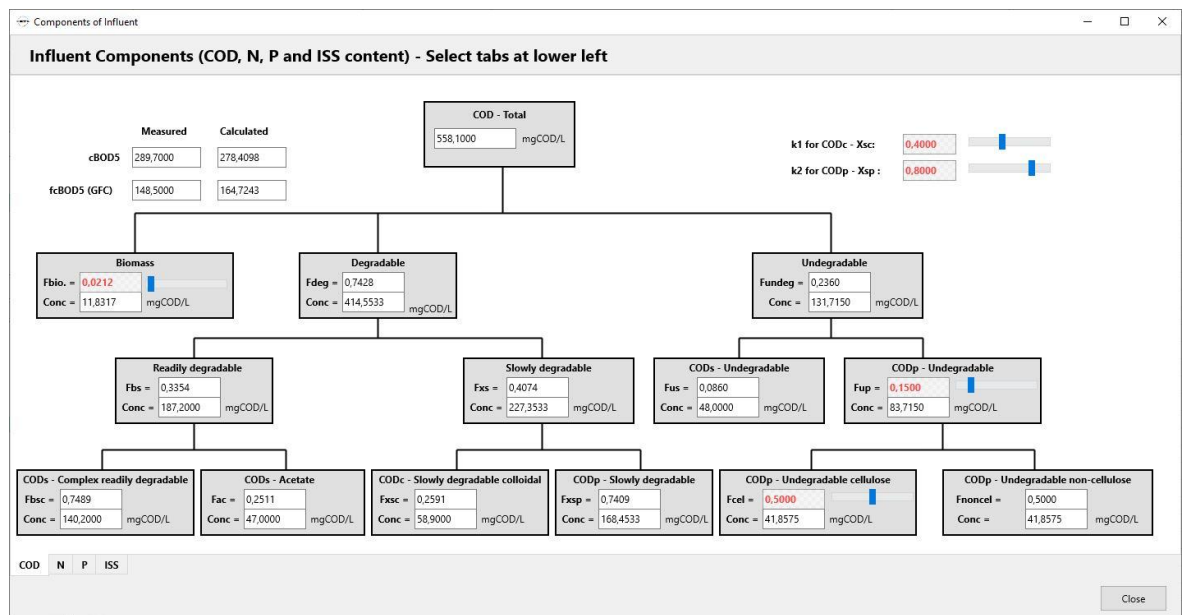 Components of Influent
Influent Components (COD, N, P and ISS content) - Select tabs at lower left
COD - Total
558,1000 mgCOD/L
Measured Calculated
cBOD5 289,7000 278,4098
fcBOD5 (GFC) 148,5000 164,7243
k1 for CODc - Xsc: 0,4000
k2 for CODp - Xsp : 0,8000
Biomass
Fbio. = 0,0212
Conc = 11,8317 mgCOD/L
Degradable
Fdeg = 0,7428
Conc = 414,5533 mgCOD/L
Undegradable
Fundeg = 0,2360
Conc = 131,7150 mgCOD/L
Readily degradable
Fbs = 0,3354
Conc = 187,2000 mgCOD/L
Slowly degradable
Fxs = 0,4074
Conc = 227,3533 mgCOD/L
CODs - Undegradable
Fus = 0,0860
Conc = 48,0000 mgCOD/L
CODp - Undegradable
Fup = 0,1500
Conc = 83,7150 mgCOD/L
CODs - Complex readily degradable
Fbsc = 0,7489
Conc = 140,2000 mgCOD/L
CODs - Acetate
Fac = 0,2511
Conc = 47,0000 mgCOD/L
CODc - Slowly degradable colloidal
Fxsc = 0,2591
Conc = 58,9000 mgCOD/L
CODp - Slowly degradable
Fxsp = 0,7409
Conc = 168,4533 mgCOD/L
CODp - Undegradable cellulose
Fcel = 0,5000
Conc = 41,8575 mgCOD/L
CODp - Undegradable non-cellulose
Fnoncel = 0,5000
Conc = 41,8575 mgCOD/L
COD N P ISS
Close